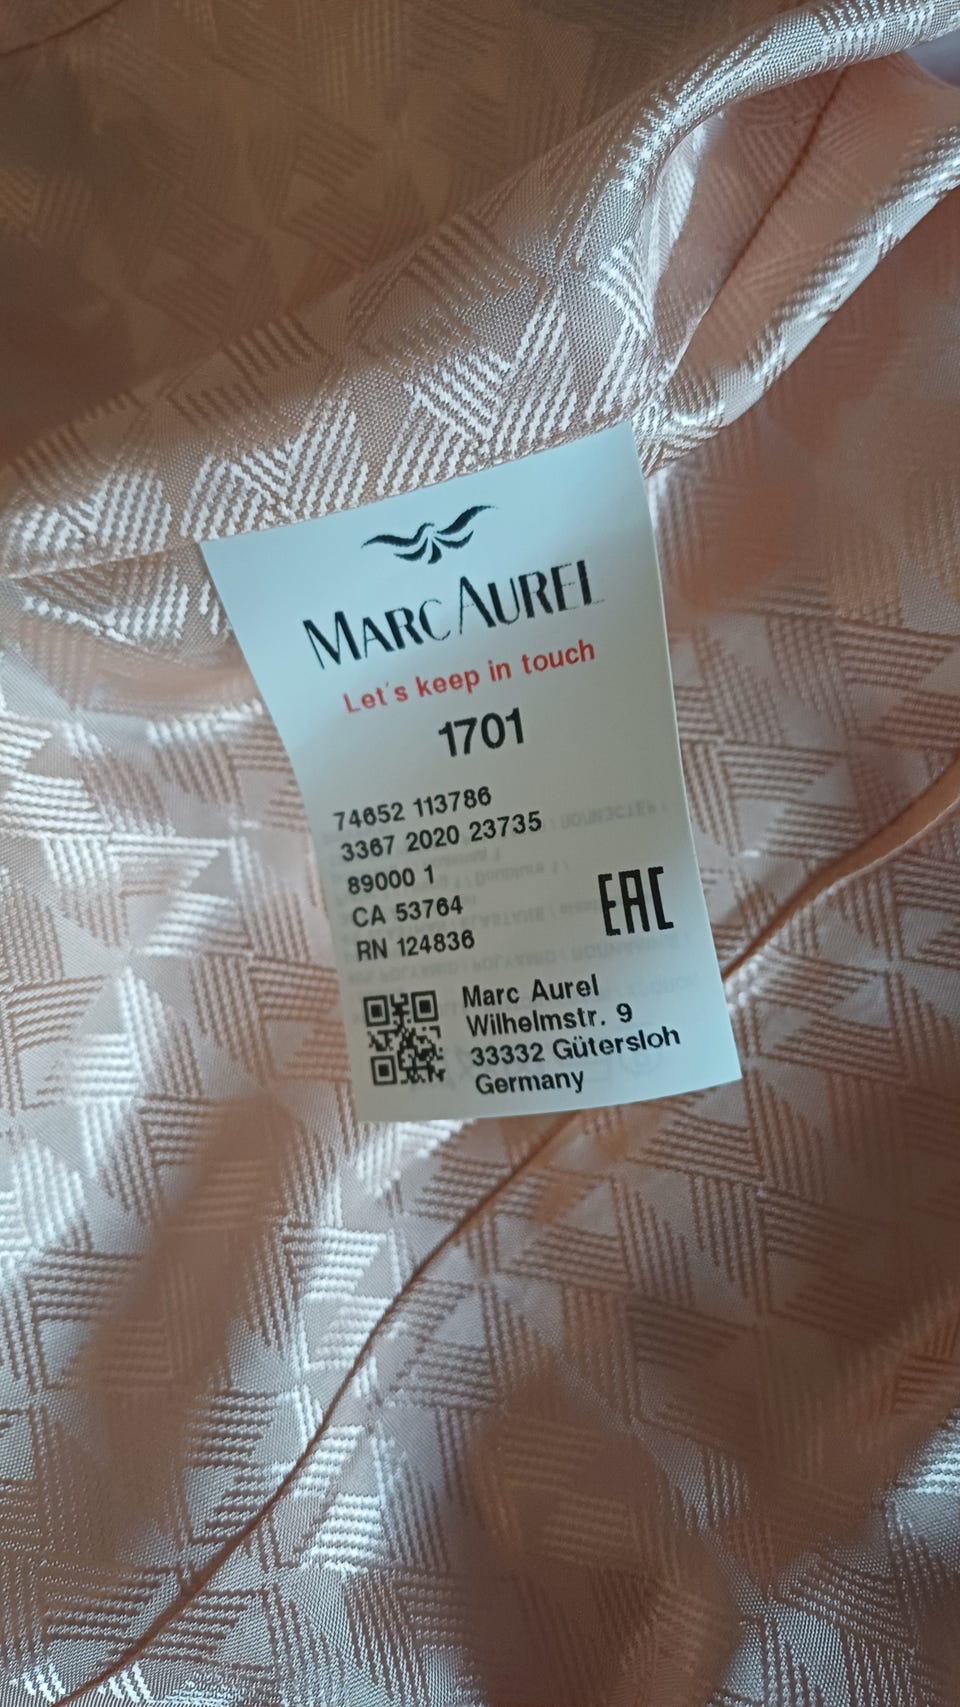 MARC AUREL
Let's keep in touch
1701
74652 113786
3367 2020 23735
89000 1
CA 53764
RN 124836
EAC
Marc Aurel
Wilhelmstr. 9
33332 Gütersloh
Germany